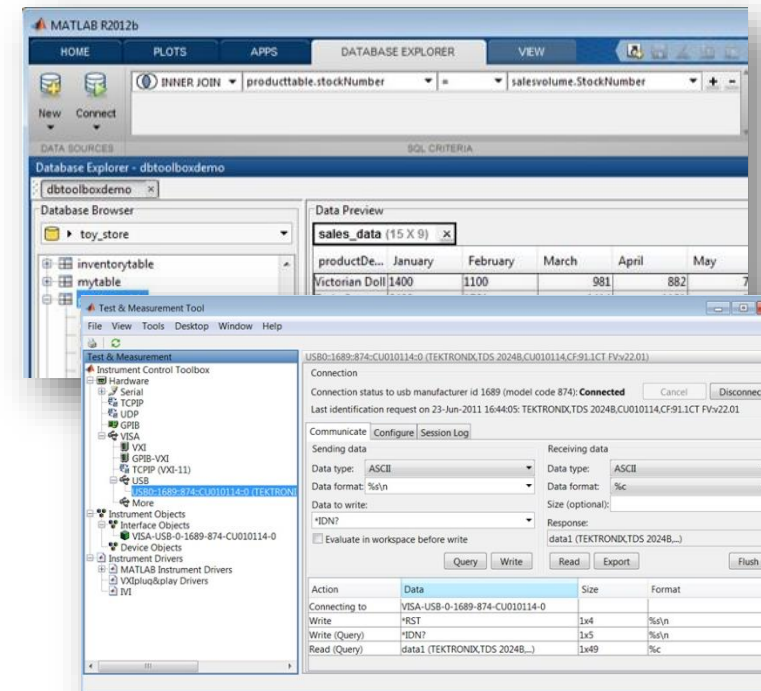 MATLAB R2012b
HOME PLOTS APPS DATABASE EXPLORER VIEW
INNER JOIN producttable.stockNumber = salesvolume.StockNumber + -
New Connect
DATA SOURCES SQL CRITERIA
Database Explorer - dbtoolboxdemo
dbtoolboxdemo ×
Database Browser
toy_store
inventorytable
mytable
Data Preview
sales_data (15 X 9) ×
productDe... January February March April May
Victorian Doll 1400 1100 981 882 7
Test & Measurement Tool
File View Tools Desktop Window Help
Test & Measurement
Instrument Control Toolbox
Hardware
Serial
TCPIP
UDP
GPIB
VISA
VXI
GPIB-VXI
TCPIP (VXI-11)
USB
USB0::1689::874::CU010114::0 (TEKTRONI
More
Instrument Objects
Interface Objects
VISA-USB-0-1689-874-CU010114-0
Device Objects
Instrument Drivers
MATLAB Instrument Drivers
VXIplug&play Drivers
IVI
USB0::1689::874::CU010114::0 (TEKTRONIX,TDS 2024B,CU010114,CF:91.1CT FV:v22.01)
Connection
Connection status to usb manufacturer id 1689 (model code 874): Connected Cancel Disconnec
Last identification request on 23-Jun-2011 16:44:05: TEKTRONIX,TDS 2024B,CU010114,CF:91.1CT FV:v22.01
Communicate Configure Session Log
Sending data
Data type: ASCII
Data format: %s\n
Data to write:
*IDN?
Evaluate in workspace before write
Query Write
Receiving data
Data type: ASCII
Data format: %c
Size (optional):
Response:
data1 (TEKTRONIX,TDS 2024B,...)
Read Export Flush
Action Data Size Format
Connecting to VISA-USB-0-1689-874-CU010114-0
Write *RST 1x4 %s\n
Write (Query) *IDN? 1x5 %s\n
Read (Query) data1 (TEKTRONIX,TDS 2024B,...) 1x49 %c